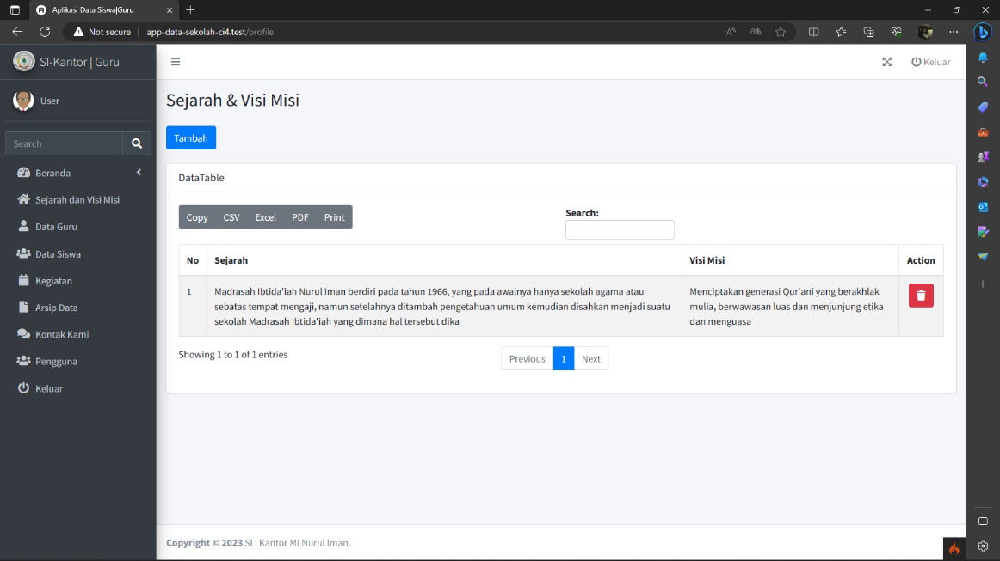 Aplikasi Data Siswa|Guru
Not secure
app-data-sekolah-ci4.test/profile
SI-Kantor | Guru
Keluar
User
Search
Beranda
Sejarah dan Visi Misi
Data Guru
Data Siswa
Kegiatan
Arsip Data
Kontak Kami
Pengguna
Keluar
Sejarah & Visi Misi
Tambah
DataTable
Copy CSV Excel PDF Print
Search:
No Sejarah Visi Misi Action
1
Madrasah Ibtida'iah Nurul Iman berdiri pada tahun 1966, yang pada awalnya hanya sekolah agama atau
sebatas tempat mengaji, namun setelahnya ditambah pengetahuan umum kemudian disahkan menjadi suatu
sekolah Madrasah Ibtida'iah yang dimana hal tersebut dika
Menciptakan generasi Qur'ani yang berakhlak
mulia, berwawasan luas dan menjunjung etika
dan menguasa
Showing 1 to 1 of 1 entries
Previous 1 Next
Copyright © 2023 SI | Kantor MI Nurul Iman.